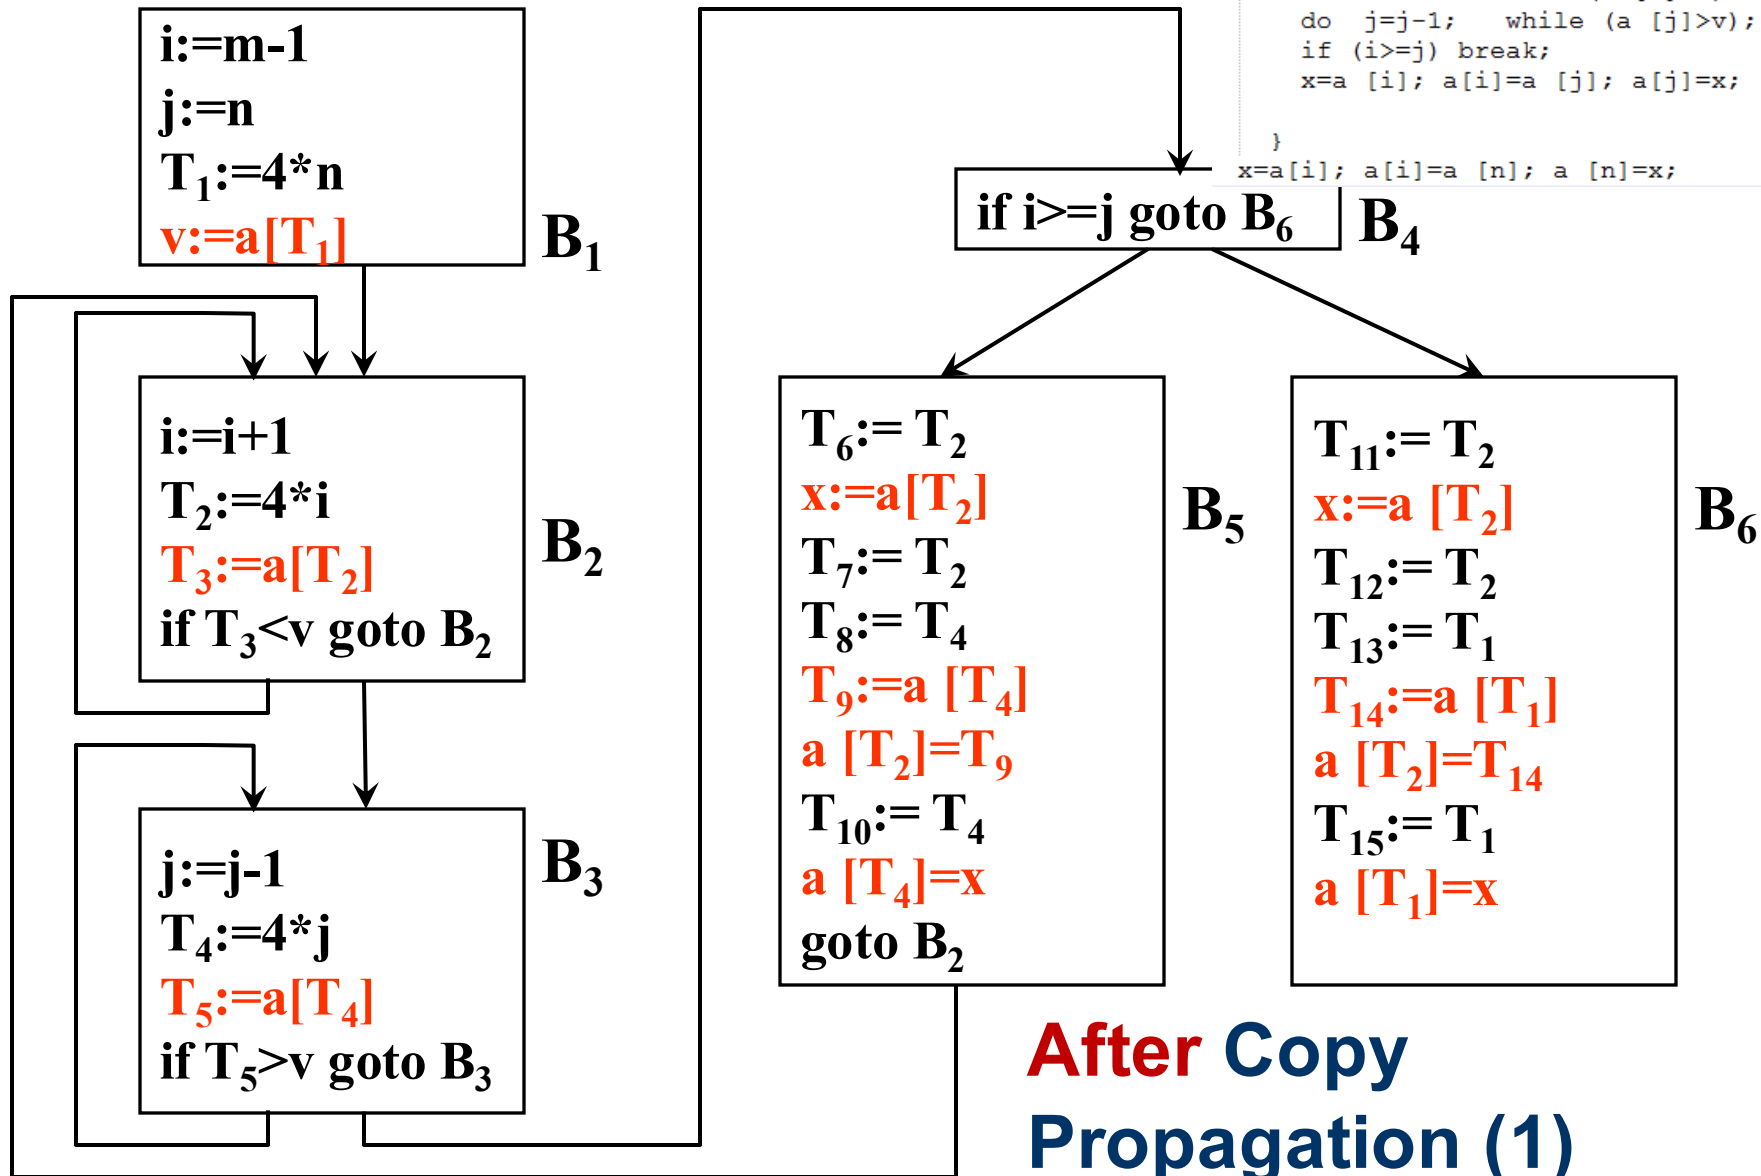 i:=m-1
j:=n
T₁:=4*n
v:=a[T₁]
B₁
i:=i+1
T₂:=4*i
T₃:=a[T₂]
if T₃<v goto B₂
B₂
j:=j-1
T₄:=4*j
T₅:=a[T₄]
if T₅>v goto B₃
B₃
do j=j-1; while (a [j]>v);
if (i>=j) break;
x=a [i]; a[i]=a [j]; a[j]=x;
}
x=a[i]; a[i]=a [n]; a [n]=x;
if i>=j goto B₆
B₄
T₆:= T₂
x:=a[T₂]
T₇:= T₂
T₈:= T₄
T₉:=a [T₄]
a [T₂]=T₉
T₁₀:= T₄
a [T₄]=x
goto B₂
B₅
T₁₁:= T₂
x:=a [T₂]
T₁₂:= T₂
T₁₃:= T₁
T₁₄:=a [T₁]
a [T₂]=T₁₄
T₁₅:= T₁
a [T₁]=x
B₆
After Copy
Propagation (1)